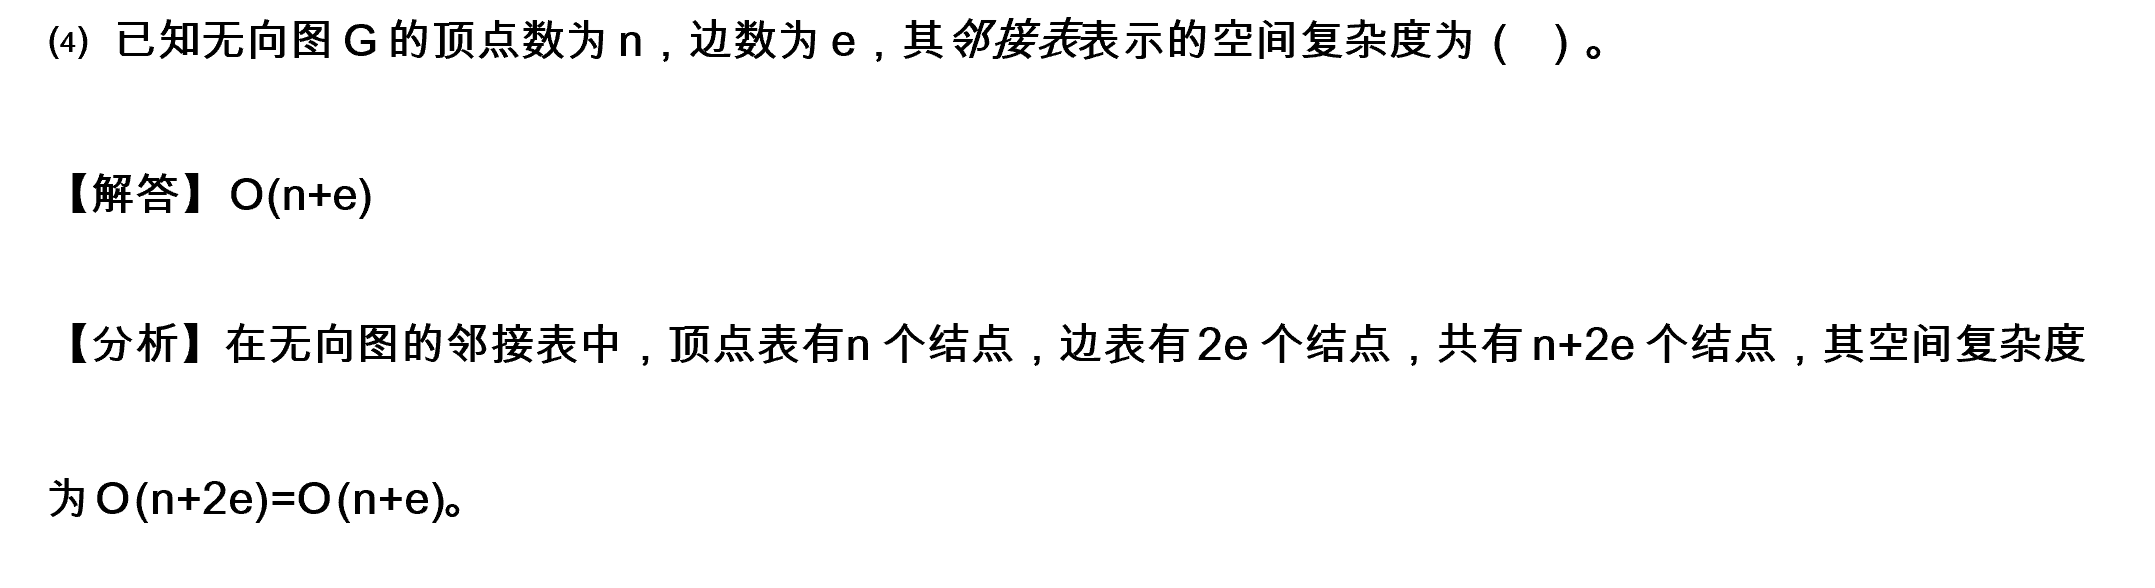 ⑷ 已知无向图 G 的顶点数为 n，边数为 e，其邻接表表示的空间复杂度为（ ）。
【解答】O(n+e)
【分析】在无向图的邻接表中，顶点表有n 个结点，边表有2e 个结点，共有 n+2e 个结点，其空间复杂度
为 O(n+2e)=O(n+e)。